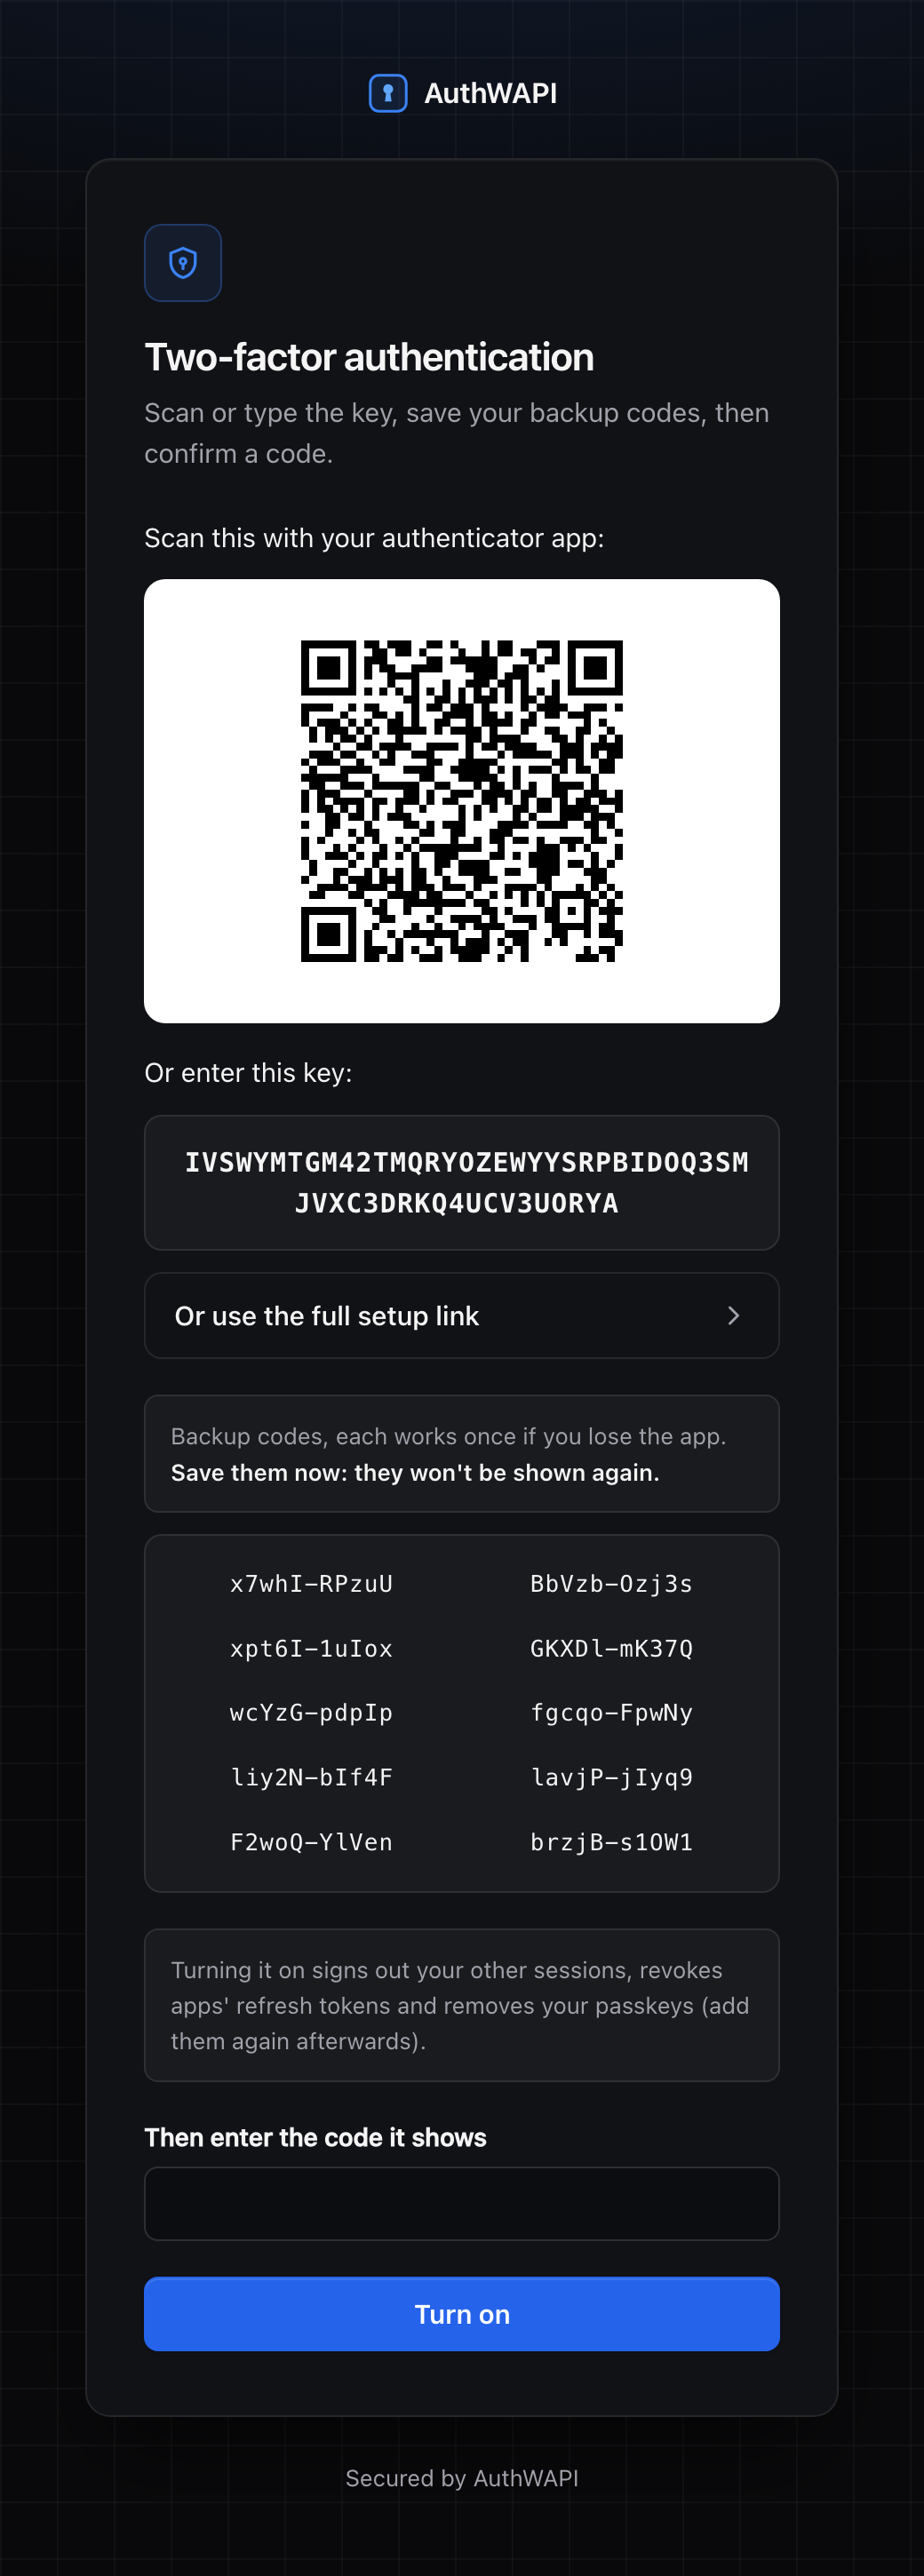 AuthWAPI
Two-factor authentication
Scan or type the key, save your backup codes, then
confirm a code.
Scan this with your authenticator app:
Or enter this key:
IVSWYMTGM42TMQRYOZEWYYSRPBIDOQ3SM
JVXC3DRKQ4UCV3UORYA
Or use the full setup link
Backup codes, each works once if you lose the app.
Save them now: they won't be shown again.
x7whI-RPzuU BbVzb-Ozj3s
xpt6I-1uIox GKXDl-mK37Q
wcYzG-pdpIp fgcqo-FpwNy
liy2N-bIf4F lavjP-jIyq9
F2woQ-YlVen brzjB-s1OW1
Turning it on signs out your other sessions, revokes
apps' refresh tokens and removes your passkeys (add
them again afterwards).
Then enter the code it shows
Turn on
Secured by AuthWAPI